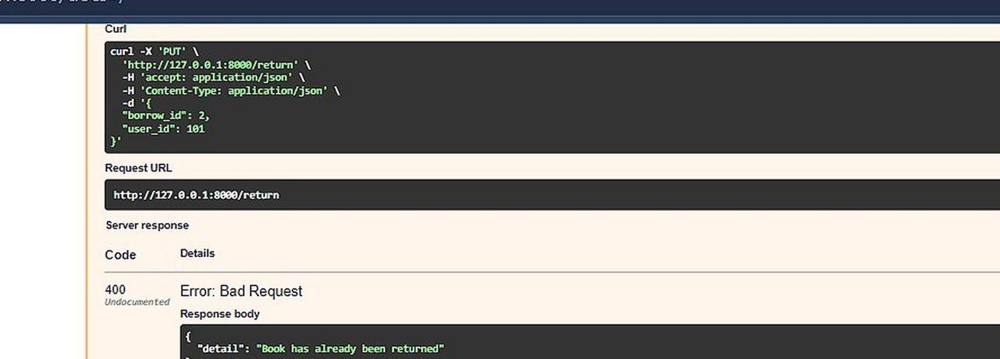 Curl
curl -X 'PUT' \
'http://127.0.0.1:8000/return' \
-H 'accept: application/json' \
-H 'Content-Type: application/json' \
-d '{
"borrow_id": 2,
"user_id": 101
}'
Request URL
http://127.0.0.1:8000/return
Server response
Code Details
400 Error: Bad Request
Undocumented
Response body
{
"detail": "Book has already been returned"